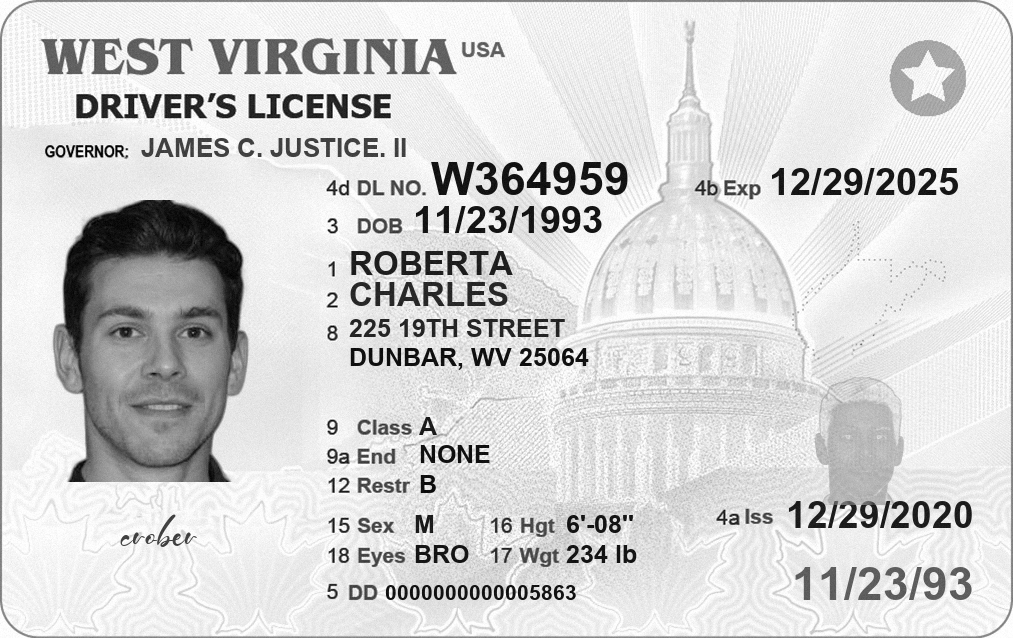 WEST VIRGINIA USA
DRIVER'S LICENSE
GOVERNOR: JAMES C. JUSTICE. II
4d DL NO. W364959 4b Exp 12/29/2025
3 DOB 11/23/1993
1 ROBERTA
2 CHARLES
8 225 19TH STREET
DUNBAR, WV 25064
9 Class A
9a End NONE
12 Restr B
15 Sex M 16 Hgt 6'-08" 4a Iss 12/29/2020
18 Eyes BRO 17 Wgt 234 lb
5 DD 0000000000005863
11/23/93
crober